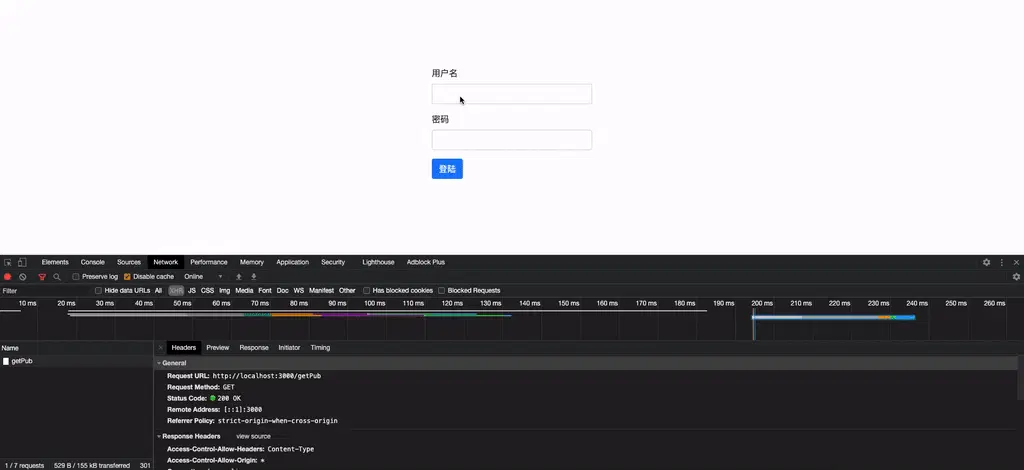 用户名
密码
登陆
Elements Console Sources Network Performance Memory Application Security Lighthouse Adblock Plus
Preserve log Disable cache Online
Filter Hide data URLs All XHR JS CSS Img Media Font Doc WS Manifest Other Has blocked cookies Blocked Requests
10 ms 20 ms 30 ms 40 ms 50 ms 60 ms 70 ms 80 ms 90 ms 100 ms 110 ms 120 ms 130 ms 140 ms 150 ms 160 ms 170 ms 180 ms 190 ms 200 ms 210 ms 220 ms 230 ms 240 ms 250 ms 260 ms
Name Headers Preview Response Initiator Timing
getPub
General
Request URL: http://localhost:3000/getPub
Request Method: GET
Status Code: 200 OK
Remote Address: [::1]:3000
Referrer Policy: strict-origin-when-cross-origin
Response Headers view source
Access-Control-Allow-Headers: Content-Type
Access-Control-Allow-Origin: *
1 / 7 requests 529 B / 155 kB transferred 301